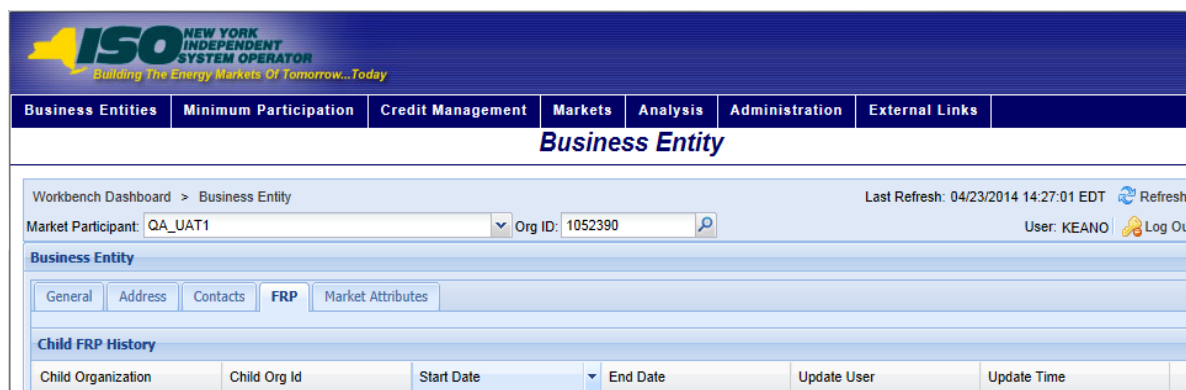 ISO NEW YORK
INDEPENDENT
SYSTEM OPERATOR
Building The Energy Markets Of Tomorrow...Today
Business Entities Minimum Participation Credit Management Markets Analysis Administration External Links
Business Entity
Workbench Dashboard > Business Entity Last Refresh: 04/23/2014 14:27:01 EDT Refresh
Market Participant: QA_UAT1 Org ID: 1052390 User: KEANO Log Ou
Business Entity
General Address Contacts FRP Market Attributes
Child FRP History
Child Organization Child Org Id Start Date End Date Update User Update Time